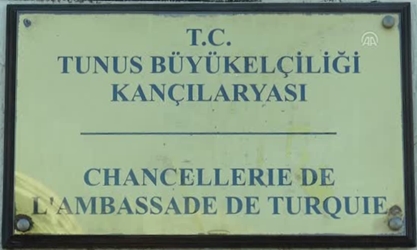 T.C.
TUNUS BÜYÜKELÇİLİĞİ
KANÇILARYASI
CHANCELLERIE DE
L'AMBASSADE DE TURQUIE